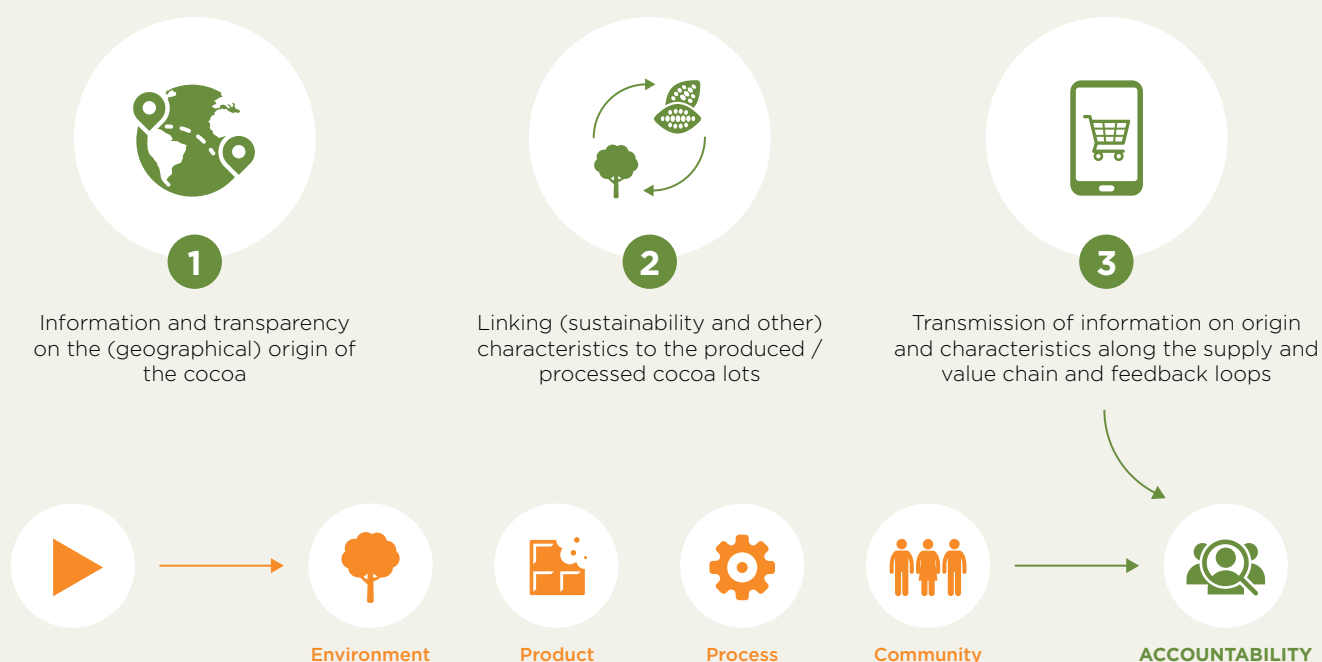 1
Information and transparency
on the (geographical) origin of
the cocoa
2
Linking (sustainability and other)
characteristics to the produced /
processed cocoa lots
3
Transmission of information on origin
and characteristics along the supply and
value chain and feedback loops
Environment
Product
Process
Community
ACCOUNTABILITY